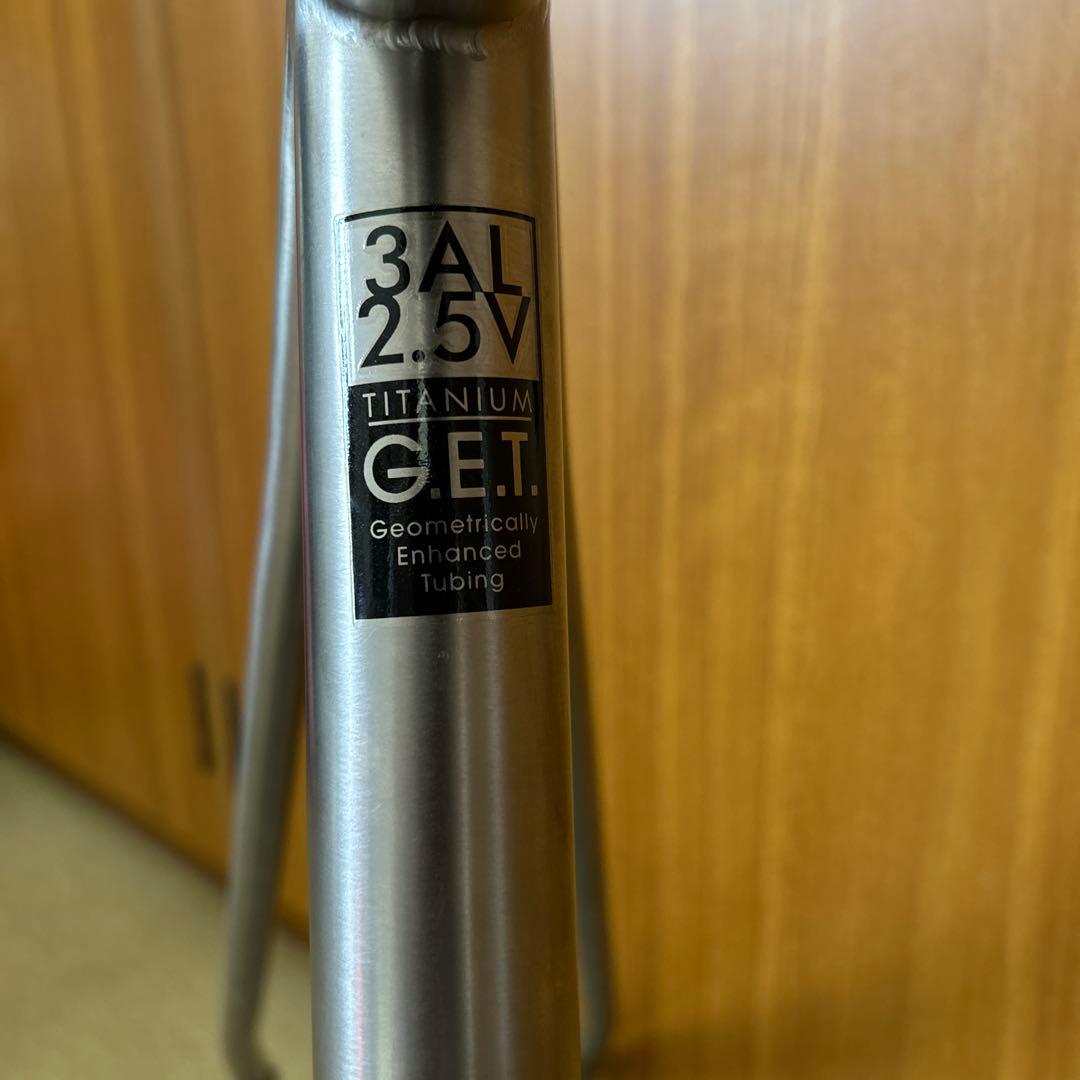 3AL
2.5V
TITANIUM
G.E.T.
Geometrically
Enhanced
Tubing